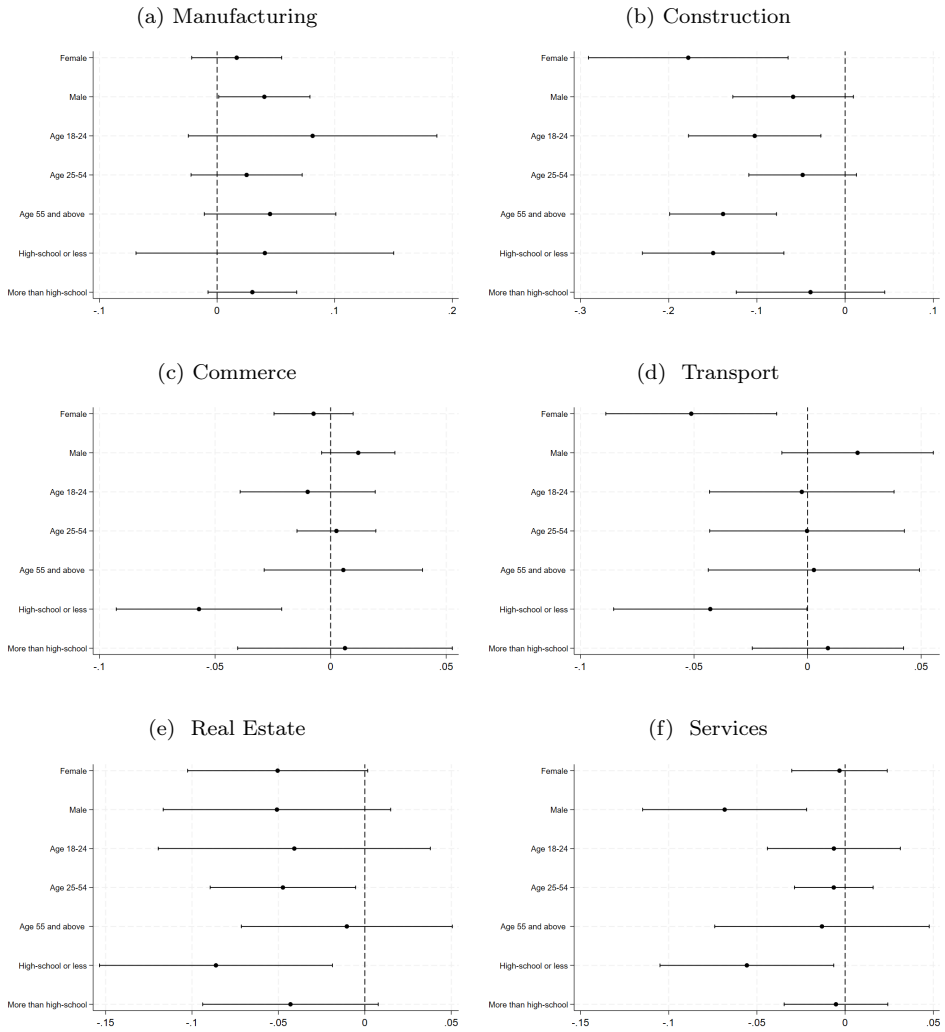 (a) Manufacturing
Female
Male
Age 18-24
Age 25-54
Age 55 and above
High-school or less
More than high-school
-.1 0 .1 .2
(b) Construction
Female
Male
Age 18-24
Age 25-54
Age 55 and above
High-school or less
More than high-school
-.3 -.2 -.1 0 .1
(c) Commerce
Female
Male
Age 18-24
Age 25-54
Age 55 and above
High-school or less
More than high-school
-.1 -.05 0 .05
(d) Transport
Female
Male
Age 18-24
Age 25-54
Age 55 and above
High-school or less
More than high-school
-.1 -.05 0 .05
(e) Real Estate
Female
Male
Age 18-24
Age 25-54
Age 55 and above
High-school or less
More than high-school
-.15 -.1 -.05 0 .05
(f) Services
Female
Male
Age 18-24
Age 25-54
Age 55 and above
High-school or less
More than high-school
-.15 -.1 -.05 0 .05